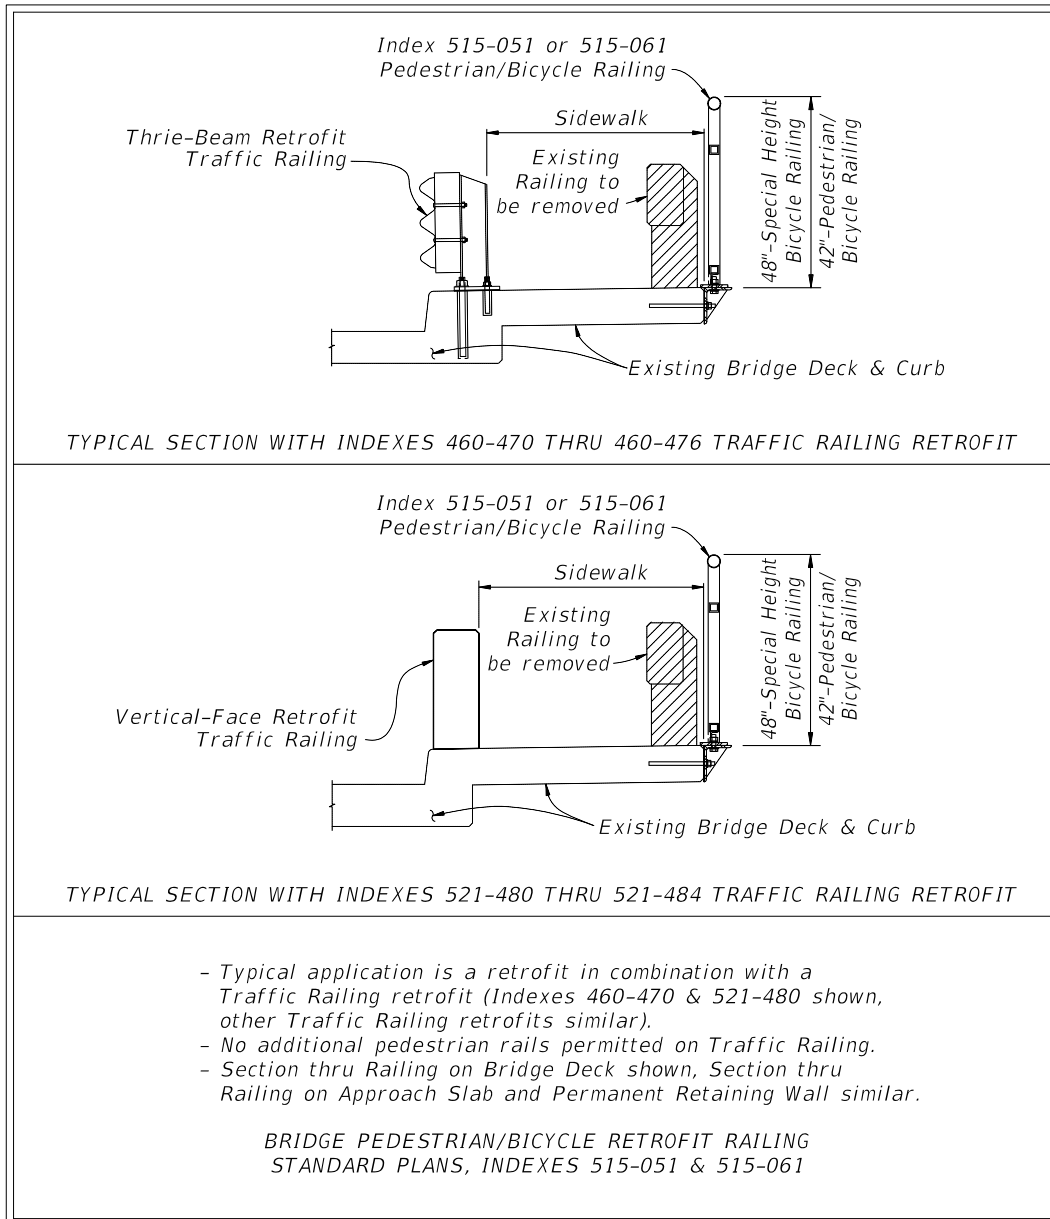 Index 515-051 or 515-061
Pedestrian/Bicycle Railing
Sidewalk
Thrie-Beam Retrofit
Traffic Railing
Existing
Railing to
be removed
48"-Special Height
Bicycle Railing
42"-Pedestrian/
Bicycle Railing
Existing Bridge Deck & Curb
TYPICAL SECTION WITH INDEXES 460-470 THRU 460-476 TRAFFIC RAILING RETROFIT
Index 515-051 or 515-061
Pedestrian/Bicycle Railing
Sidewalk
Existing
Railing to
be removed
48"-Special Height
Bicycle Railing
42"-Pedestrian/
Bicycle Railing
Vertical-Face Retrofit
Traffic Railing
Existing Bridge Deck & Curb
TYPICAL SECTION WITH INDEXES 521-480 THRU 521-484 TRAFFIC RAILING RETROFIT
- Typical application is a retrofit in combination with a
Traffic Railing retrofit (Indexes 460-470 & 521-480 shown,
other Traffic Railing retrofits similar).
- No additional pedestrian rails permitted on Traffic Railing.
- Section thru Railing on Bridge Deck shown, Section thru
Railing on Approach Slab and Permanent Retaining Wall similar.
BRIDGE PEDESTRIAN/BICYCLE RETROFIT RAILING
STANDARD PLANS, INDEXES 515-051 & 515-061